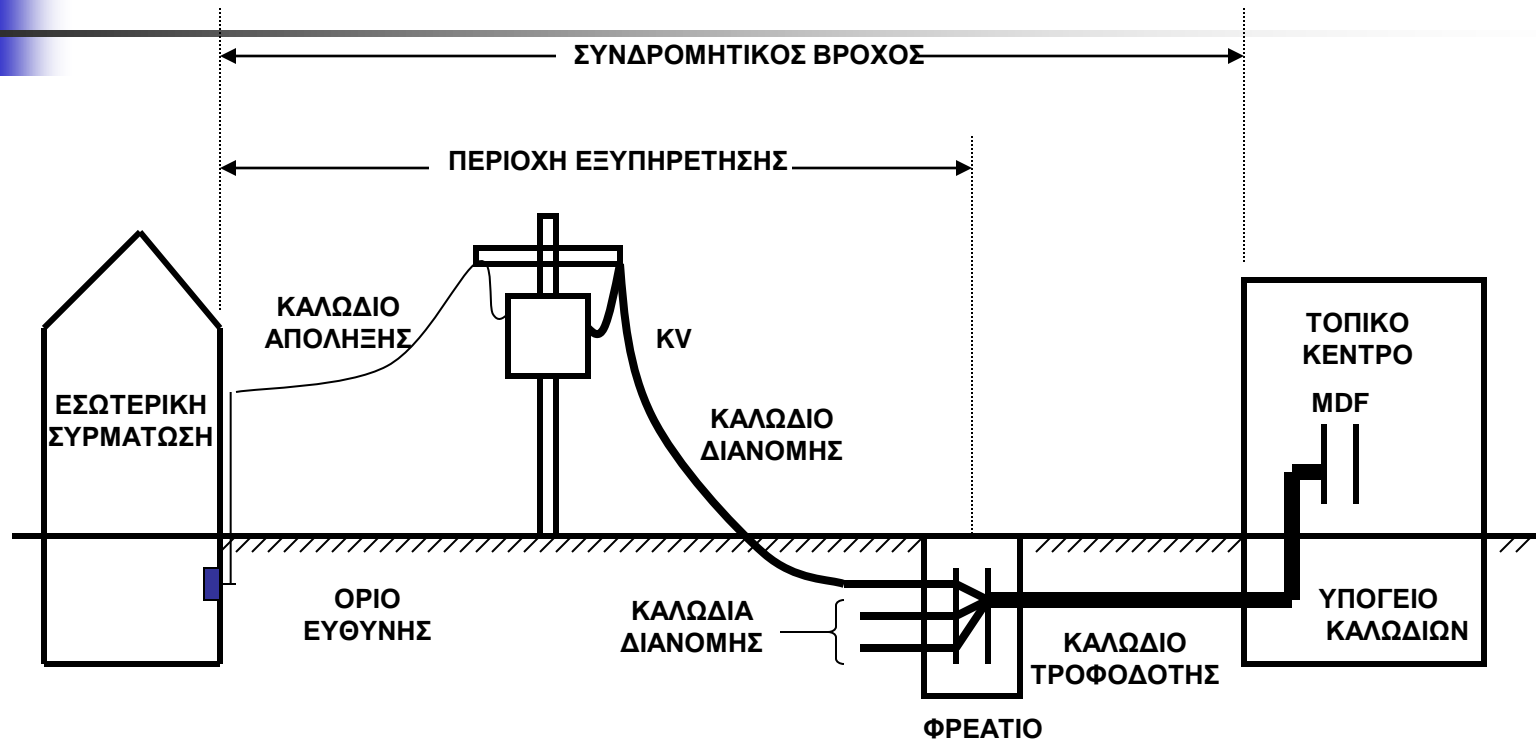 ΣΥΝΔΡΟΜΗΤΙΚΟΣ ΒΡΟΧΟΣ
ΠΕΡΙΟΧΗ ΕΞΥΠΗΡΕΤΗΣΗΣ
ΚΑΛΩΔΙΟ
ΑΠΟΛΗΞΗΣ
KV
ΤΟΠΙΚΟ
ΚΕΝΤΡΟ
MDF
ΕΣΩΤΕΡΙΚΗ
ΣΥΡΜΑΤΩΣΗ
ΚΑΛΩΔΙΟ
ΔΙΑΝΟΜΗΣ
ΟΡΙΟ
ΕΥΘΥΝΗΣ
ΚΑΛΩΔΙΑ
ΔΙΑΝΟΜΗΣ
ΚΑΛΩΔΙΟ
ΤΡΟΦΟΔΟΤΗΣ
ΥΠΟΓΕΙΟ
ΚΑΛΩΔΙΩΝ
ΦΡΕΑΤΙΟ